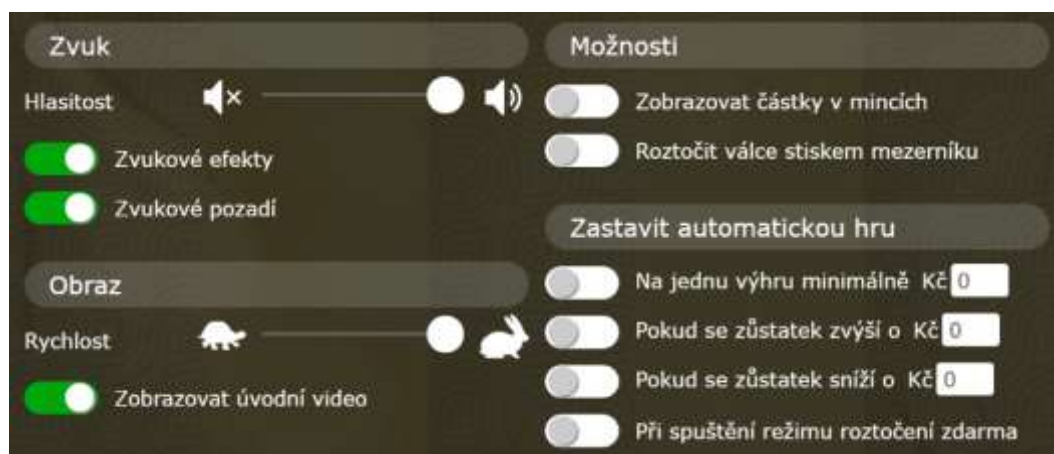 Zvuk
Hlasitost
Zvukové efekty
Zvukové pozadí
Obraz
Rychlost
Zobrazovat úvodní video
Možnosti
Zobrazovat částky v mincích
Roztočit válce stiskem mezerníku
Zastavit automatickou hru
Na jednu výhru minimálně Kč 0
Pokud se zůstatek zvýší o Kč 0
Pokud se zůstatek sníží o Kč 0
Při spuštění režimu roztočení zdarma